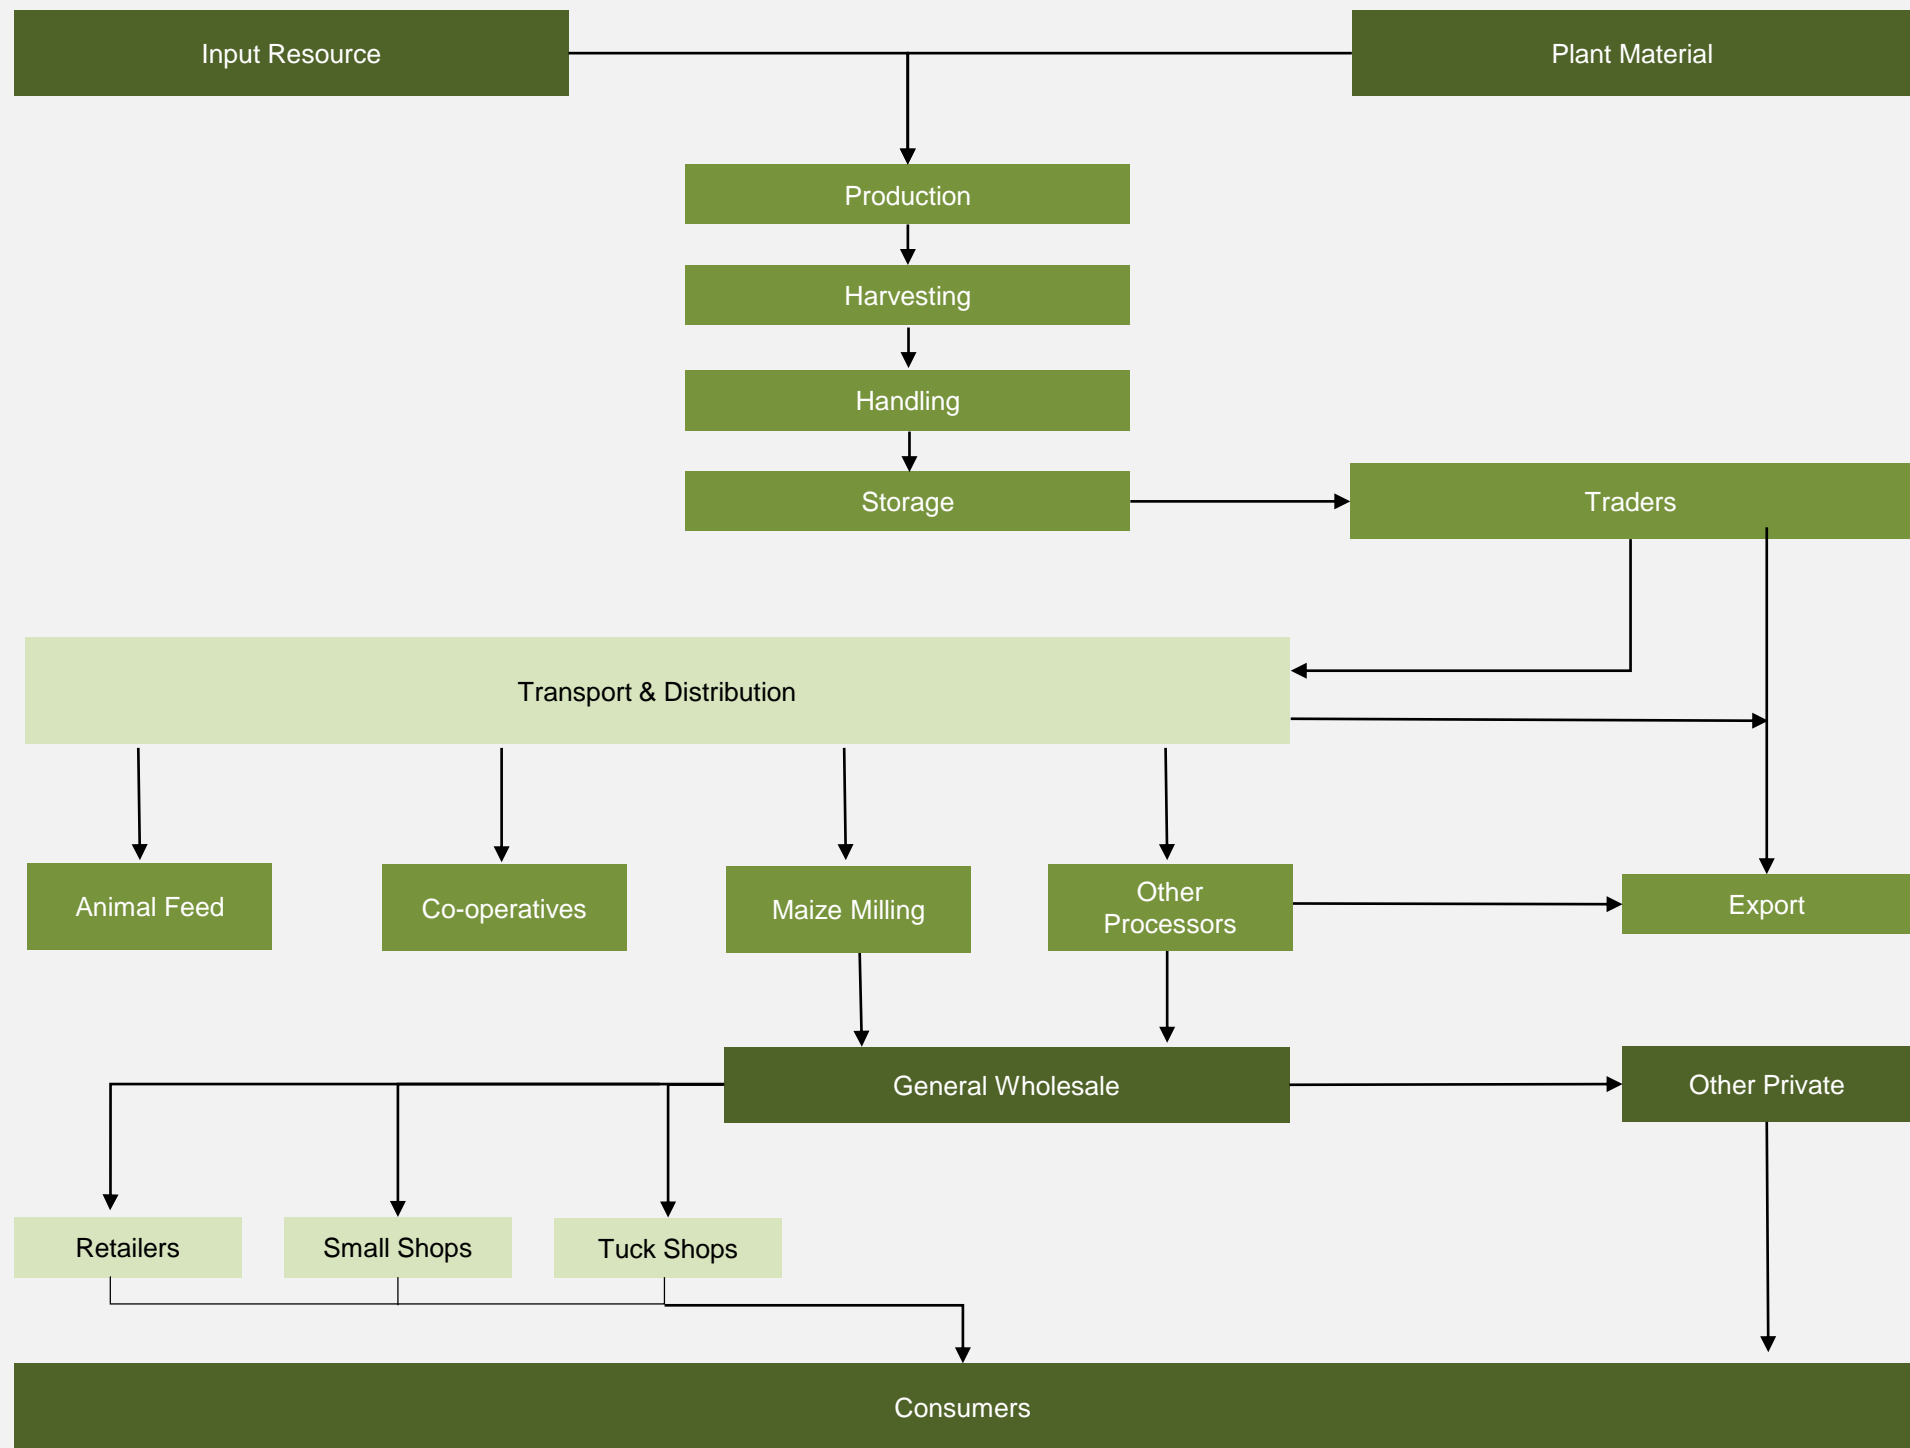 Input Resource
Plant Material
Production
Harvesting
Handling
Storage
Traders
Transport & Distribution
Animal Feed
Co-operatives
Maize Milling
Other
Processors
Export
General Wholesale
Other Private
Retailers
Small Shops
Tuck Shops
Consumers